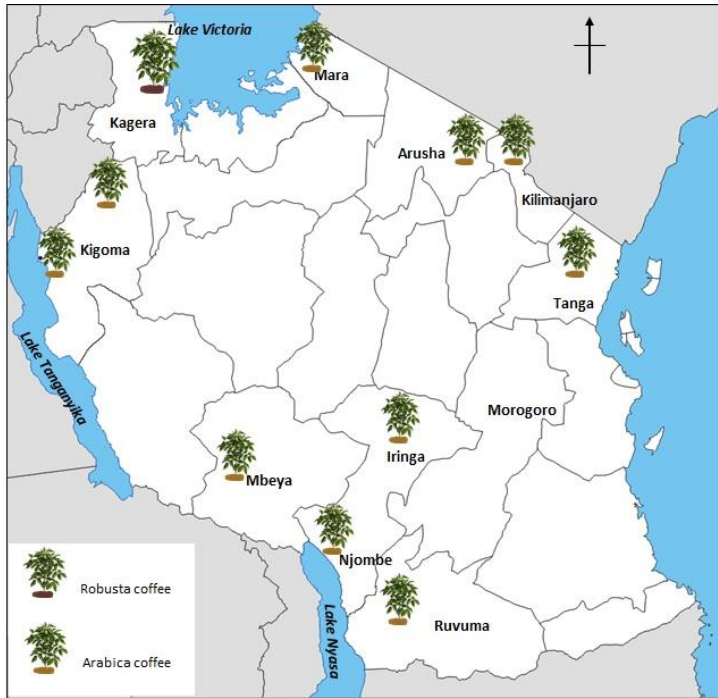 Lake Victoria
Mara
Kagera
Arusha
Kilimanjaro
Kigoma
Tanga
Lake Tanganyika
Morogoro
Iringa
Mbeya
Njombe
Lake Nyasa
Ruvuma
Robusta coffee
Arabica coffee